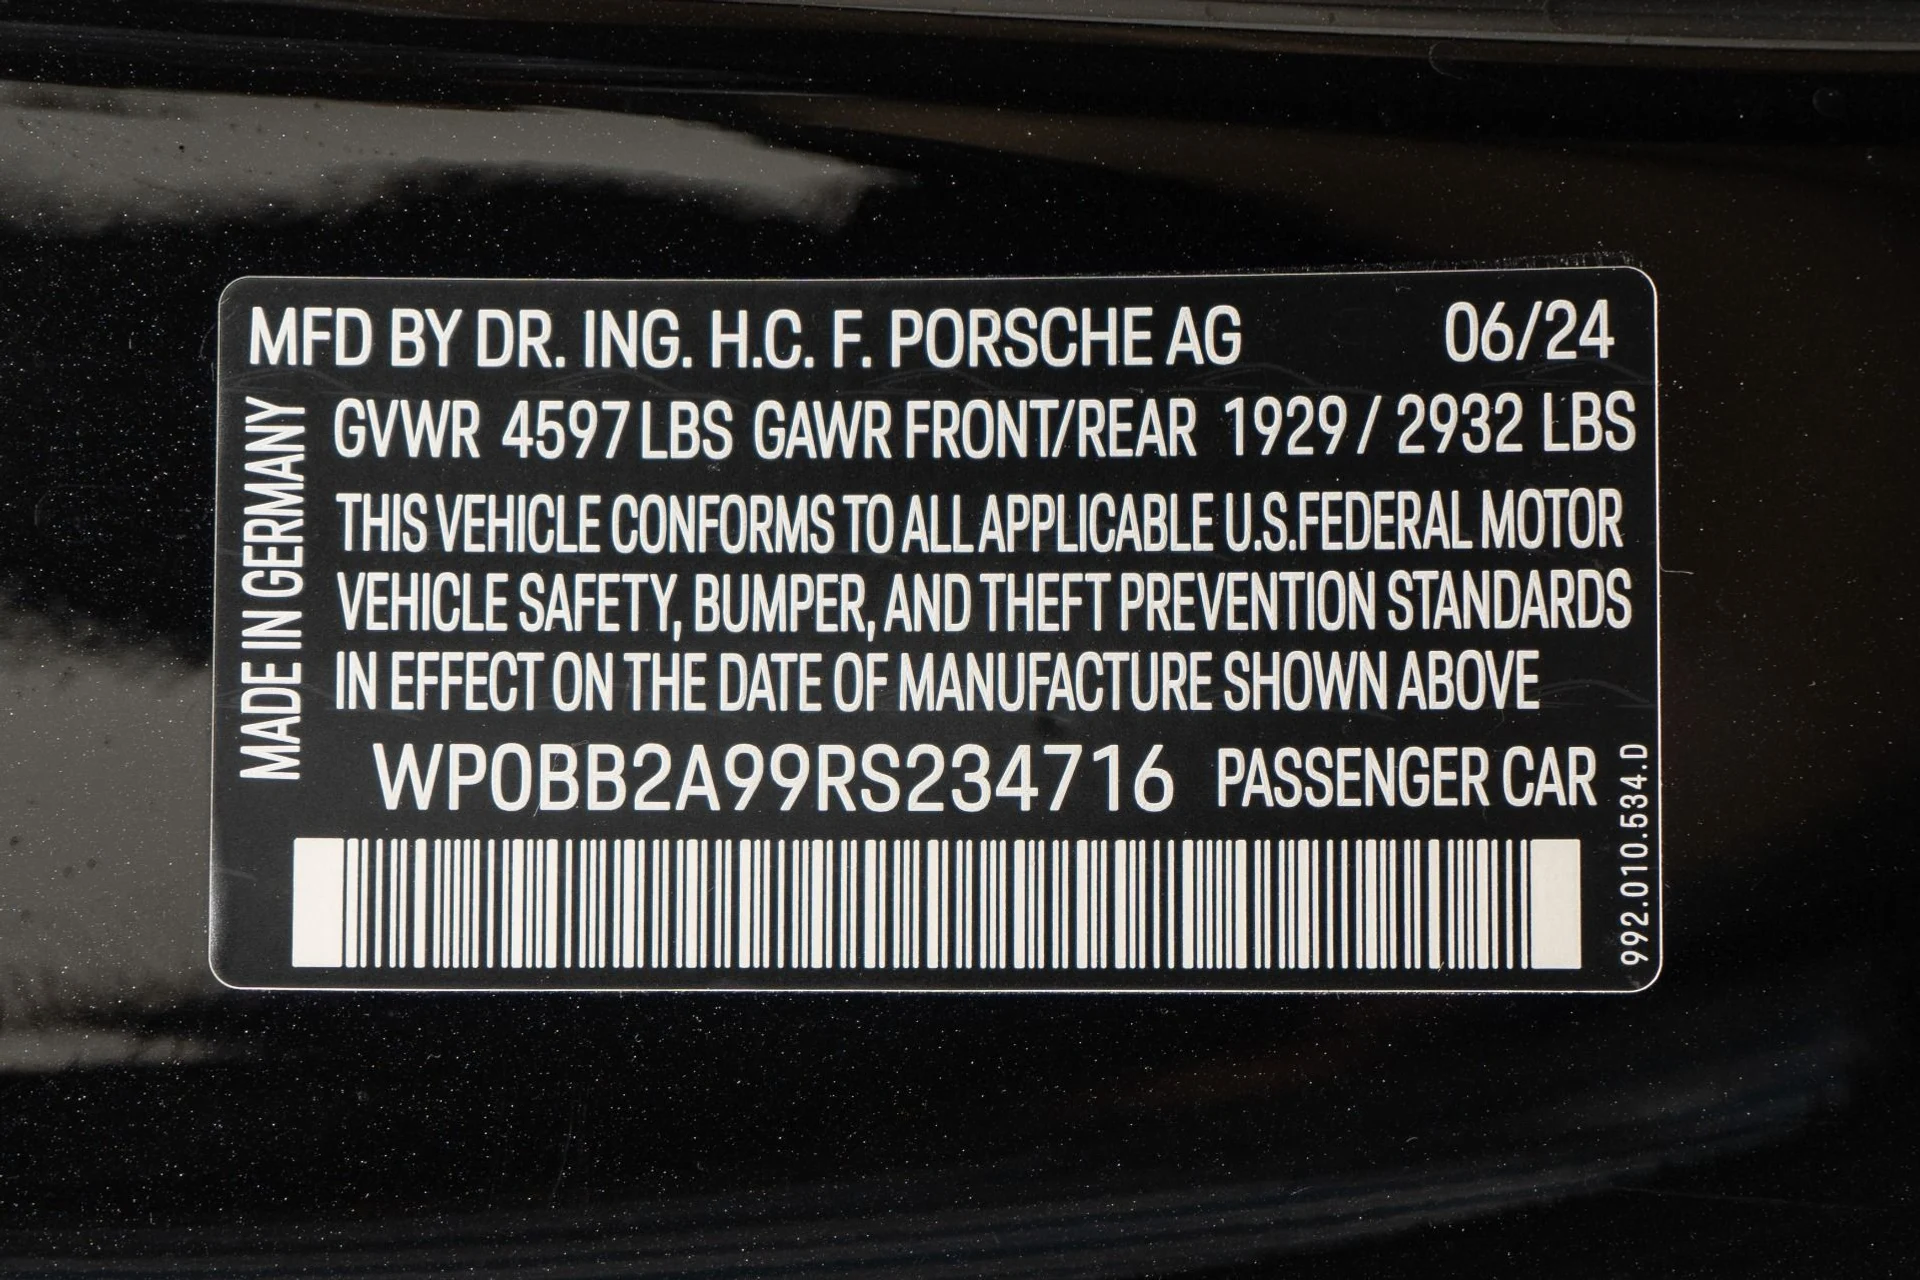 MFD BY DR. ING. H.C. F. PORSCHE AG 06/24
GVWR 4597 LBS GAWR FRONT/REAR 1929 / 2932 LBS
THIS VEHICLE CONFORMS TO ALL APPLICABLE U.S.FEDERAL MOTOR
VEHICLE SAFETY, BUMPER, AND THEFT PREVENTION STANDARDS
IN EFFECT ON THE DATE OF MANUFACTURE SHOWN ABOVE
WP0BB2A99RS234716 PASSENGER CAR
MADE IN GERMANY
992.010.534.D